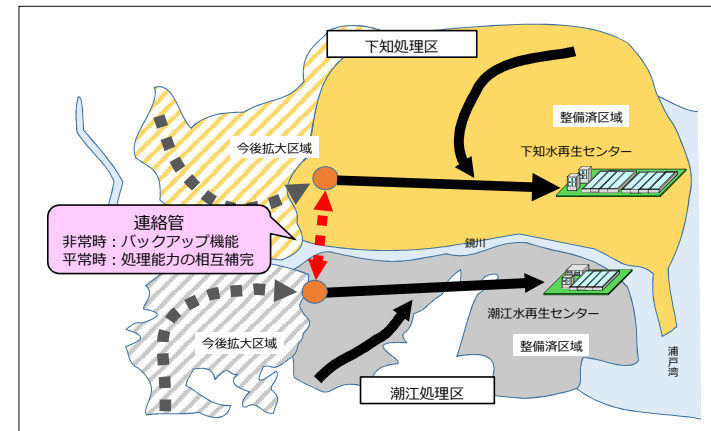 下知処理区
整備済区域
下知水再生センター
今後拡大区域
連絡管
非常時：バックアップ機能
平常時：処理能力の相互補完
鏡川
潮江水再生センター
今後拡大区域
整備済区域
浦戸湾
潮江処理区